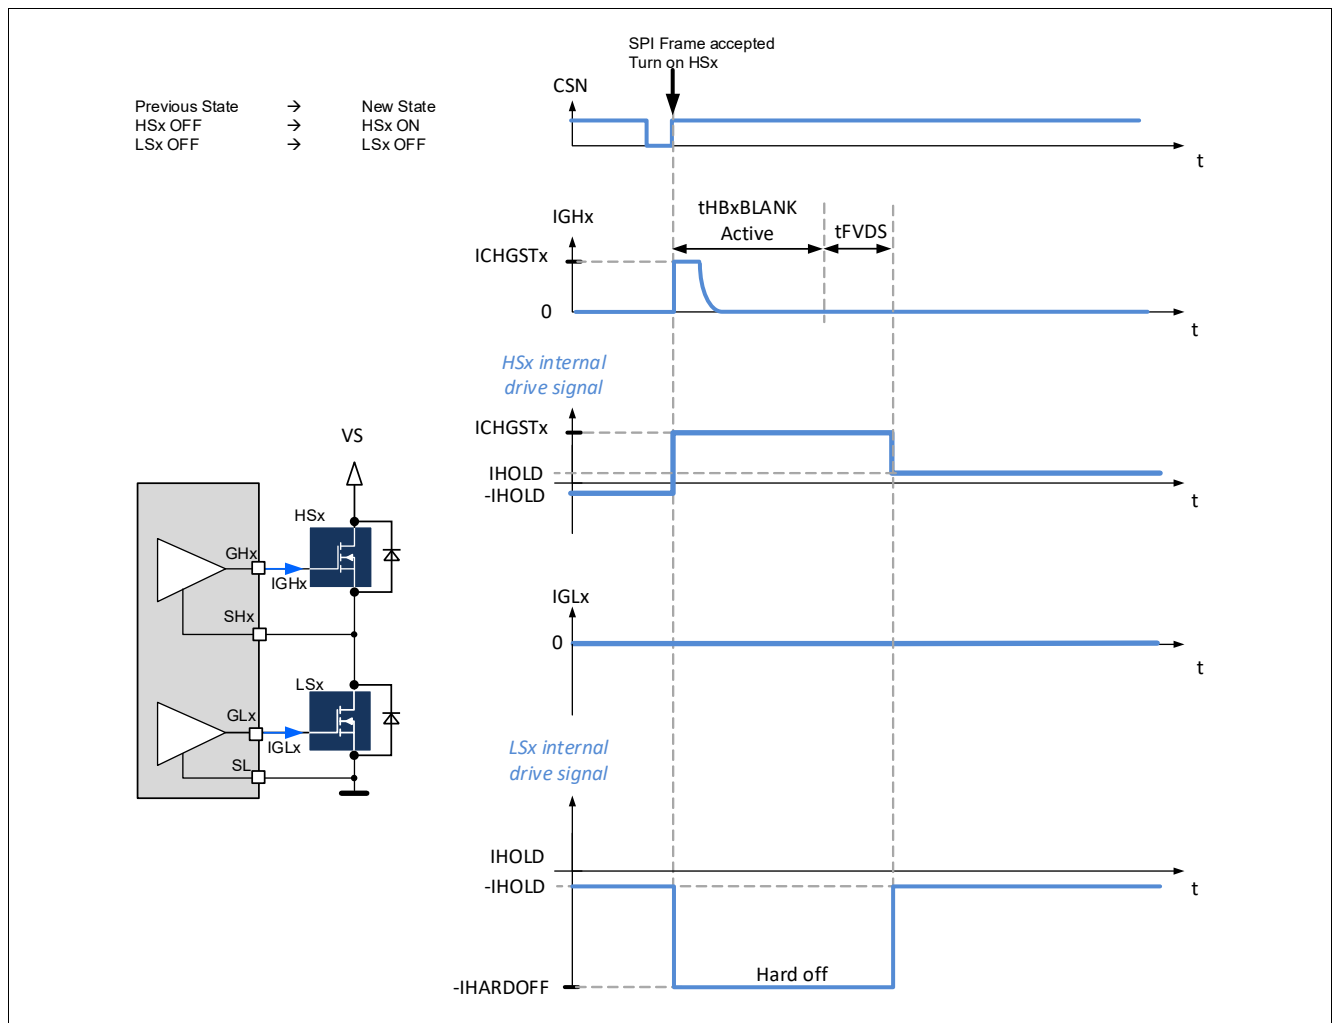 SPI Frame accepted
Turn on HSx
CSN
Previous State → New State
HSx OFF → HSx ON
LSx OFF → LSx OFF
t
tHBxBLANK
Active
tFVDS
IGHx
ICHGSTx
0
t
HSx internal
drive signal
ICHGSTx
IHOLD
-IHOLD
t
VS
HSx
GHx
IGHx
SHx
LSx
GLx
IGLx
SL
IGLx
0
t
LSx internal
drive signal
IHOLD
-IHOLD
t
Hard off
-IHARDOFF